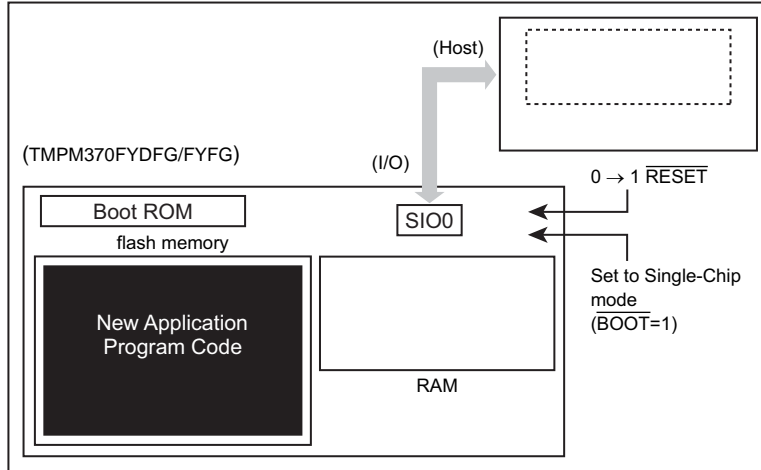 (Host)
(TMPM370FYDFG/FYFG)
(I/O)
0 → 1 RESET
Boot ROM
SIO0
flash memory
Set to Single-Chip
mode
(BOOT=1)
New Application
Program Code
RAM